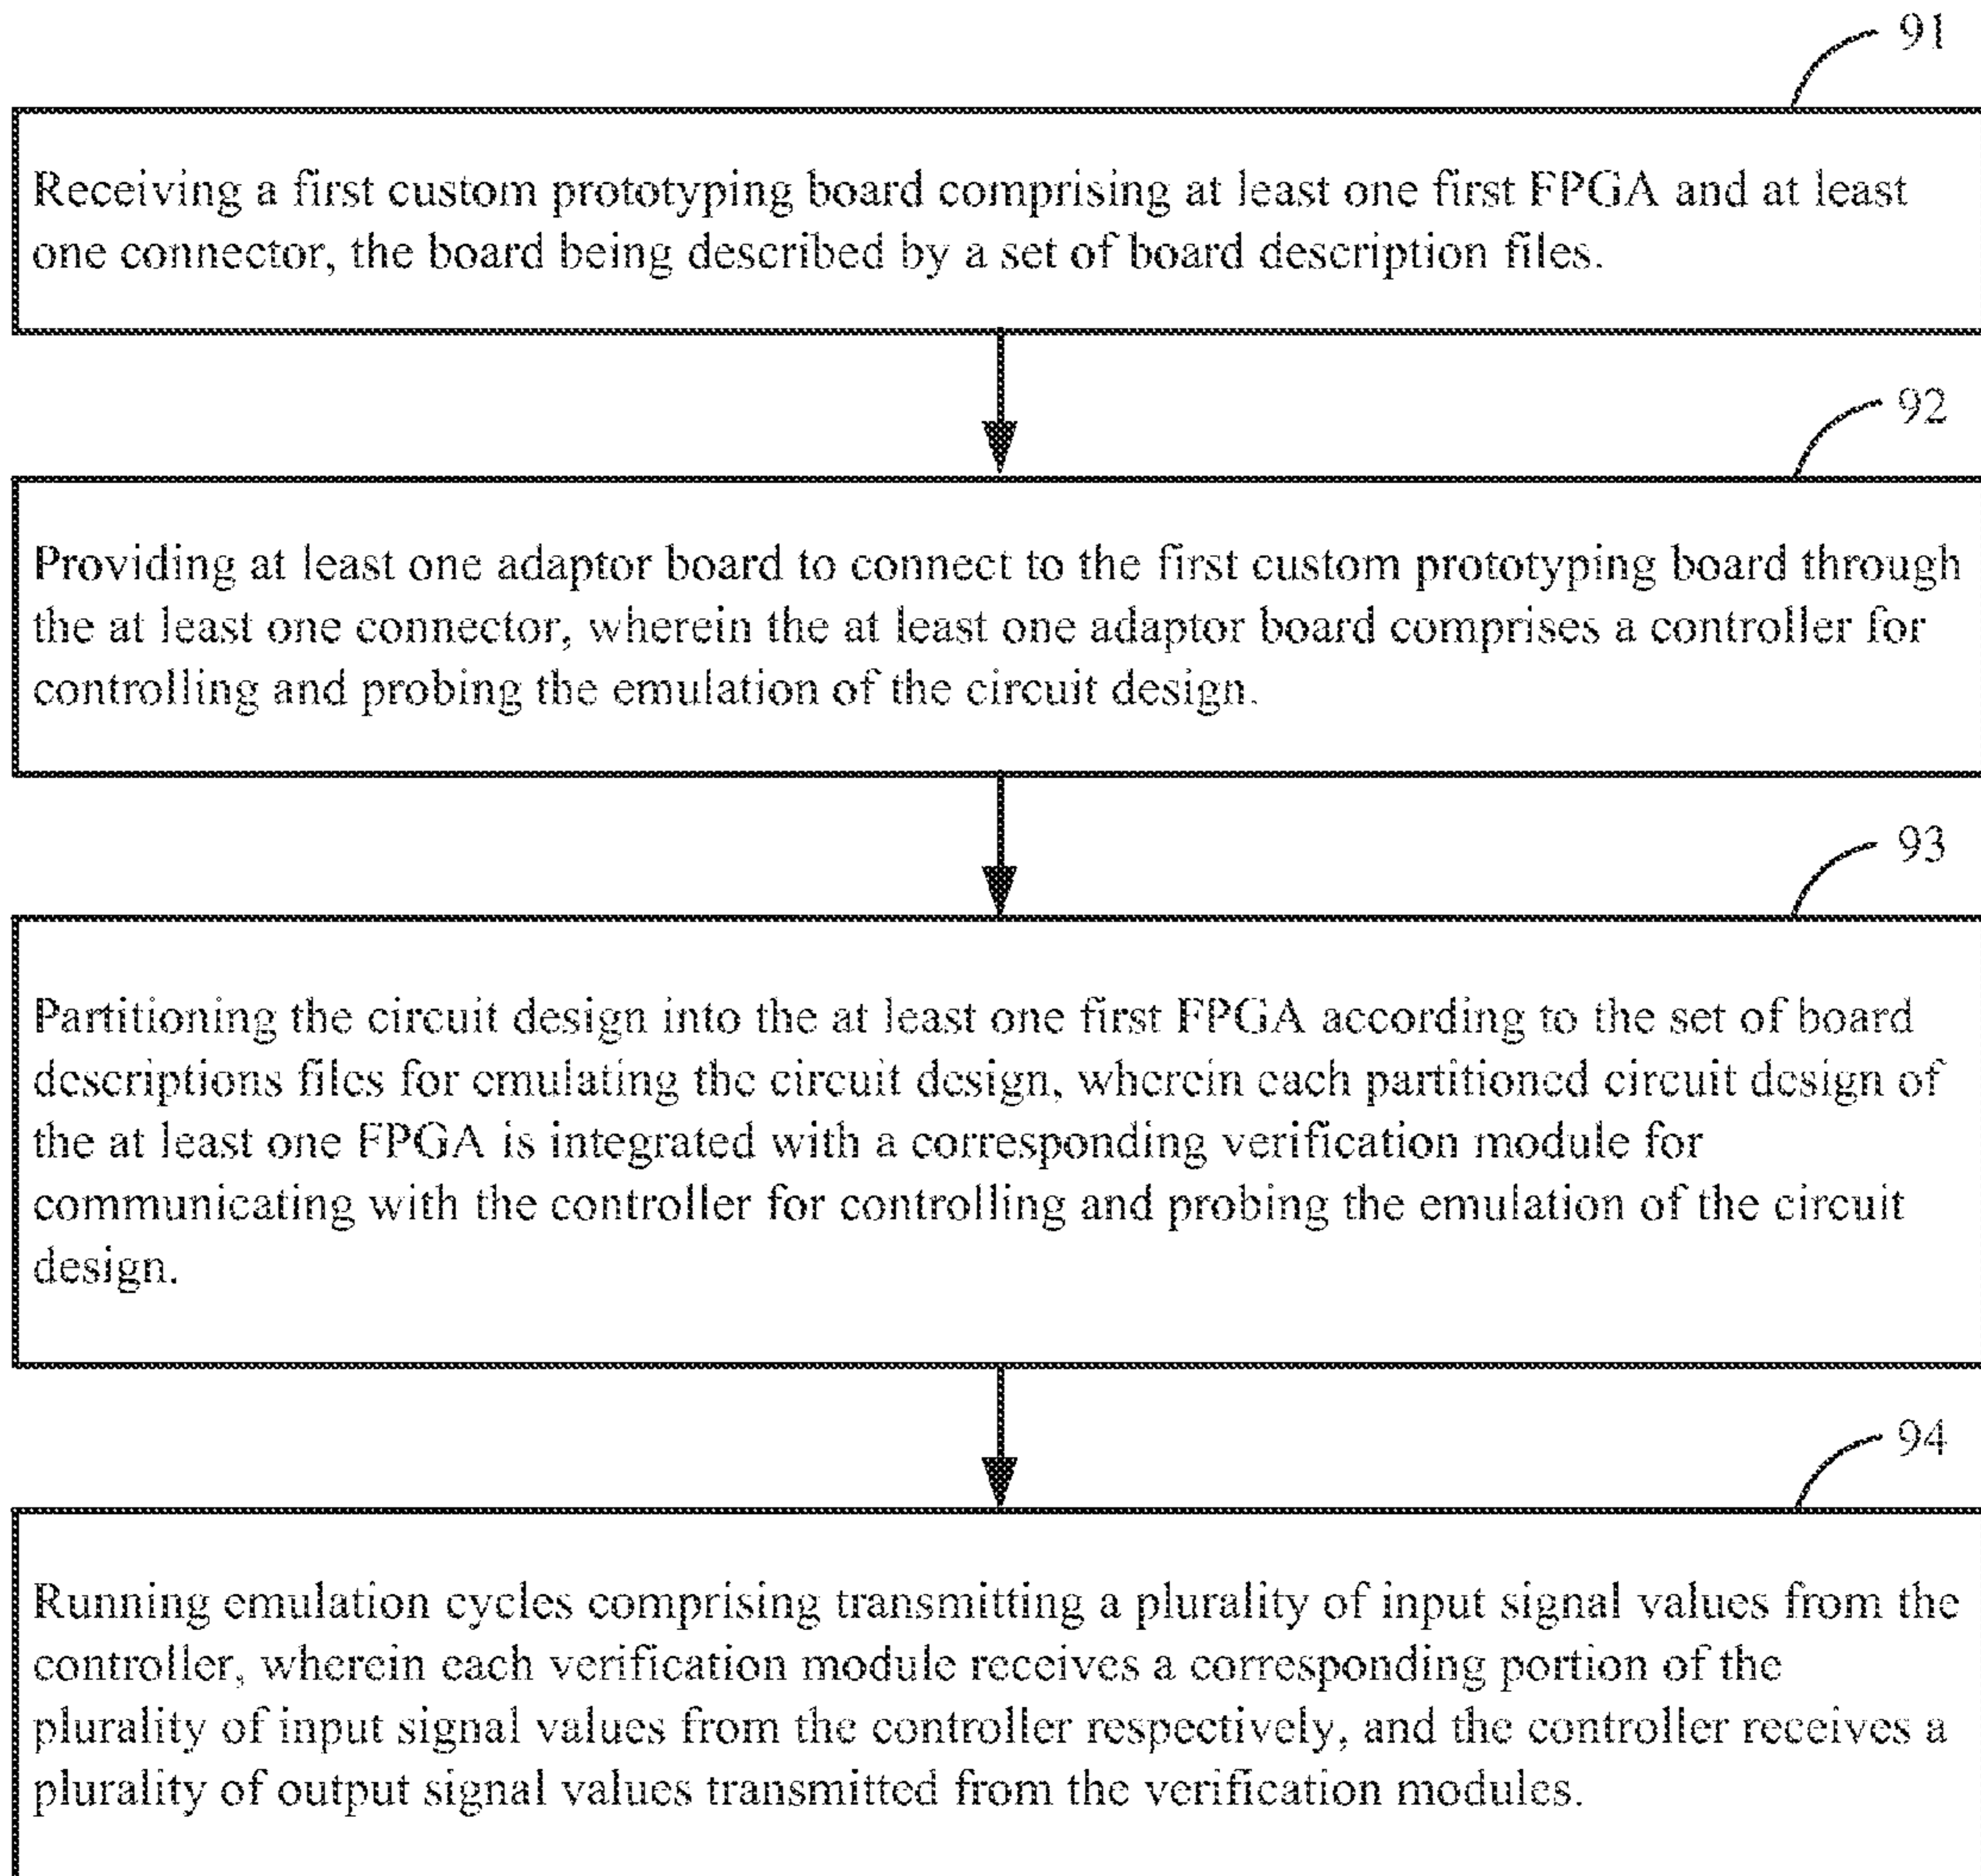 91
Receiving a first custom prototyping board comprising at least one first FPGA and at least
one connector, the board being described by a set of board description files.
92
Providing at least one adaptor board to connect to the first custom prototyping board through
the at least one connector, wherein the at least one adaptor board comprises a controller for
controlling and probing the emulation of the circuit design.
93
Partitioning the circuit design into the at least one first FPGA according to the set of board
descriptions files for emulating the circuit design, wherein each partitioned circuit design of
the at least one FPGA is integrated with a corresponding verification module for
communicating with the controller for controlling and probing the emulation of the circuit
design.
94
Running emulation cycles comprising transmitting a plurality of input signal values from the
controller, wherein each verification module receives a corresponding portion of the
plurality of input signal values from the controller respectively, and the controller receives a
plurality of output signal values transmitted from the verification modules.